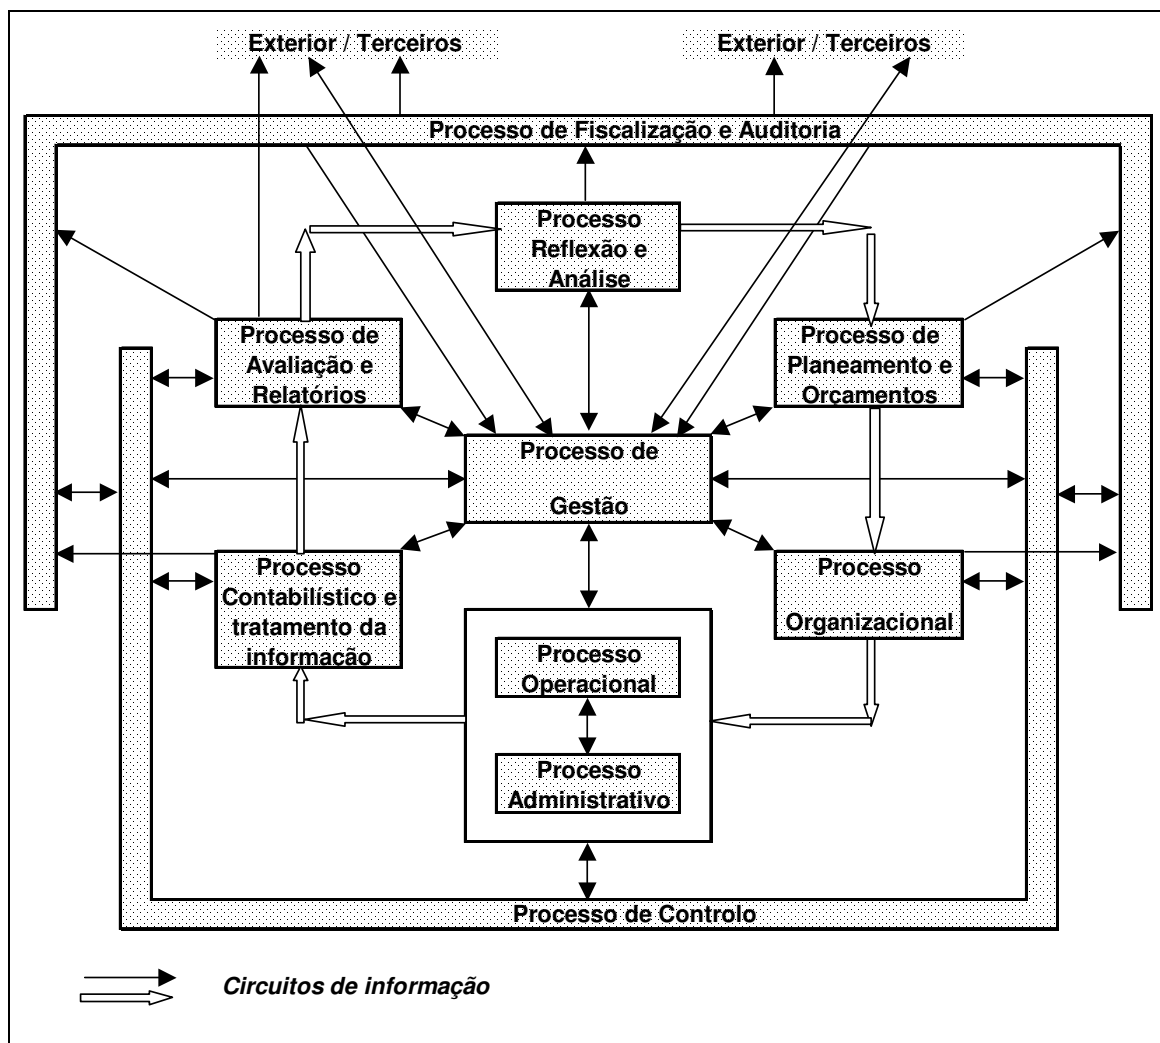 Exterior / Terceiros
Exterior / Terceiros
Processo de Fiscalização e Auditoria
Processo
Reflexão e
Análise
Processo de
Avaliação e
Relatórios
Processo de
Planeamento e
Orçamentos
Processo de
Gestão
Processo
Contabilístico e
tratamento da
informação
Processo
Organizacional
Processo
Operacional
Processo
Administrativo
Processo de Controlo
Circuitos de informação